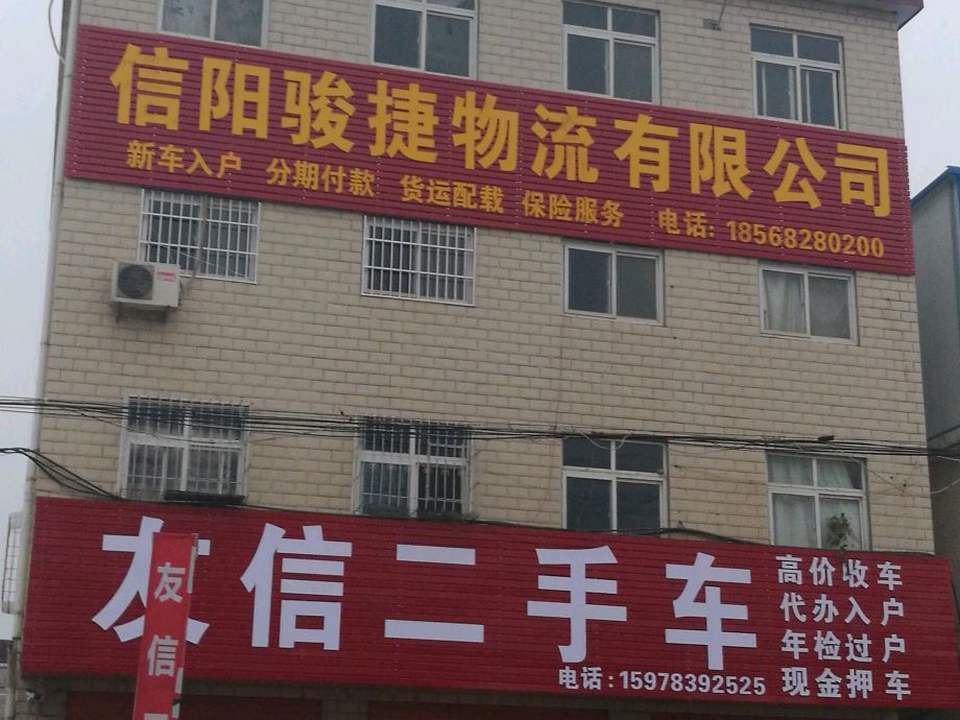 信阳骏捷物流有限公司
新车入户 分期付款 货运配载 保险服务 电话: 18568280200
友信二手车
高价收车
代办入户
年检过户
现金押车
电话: 15978392525
友信